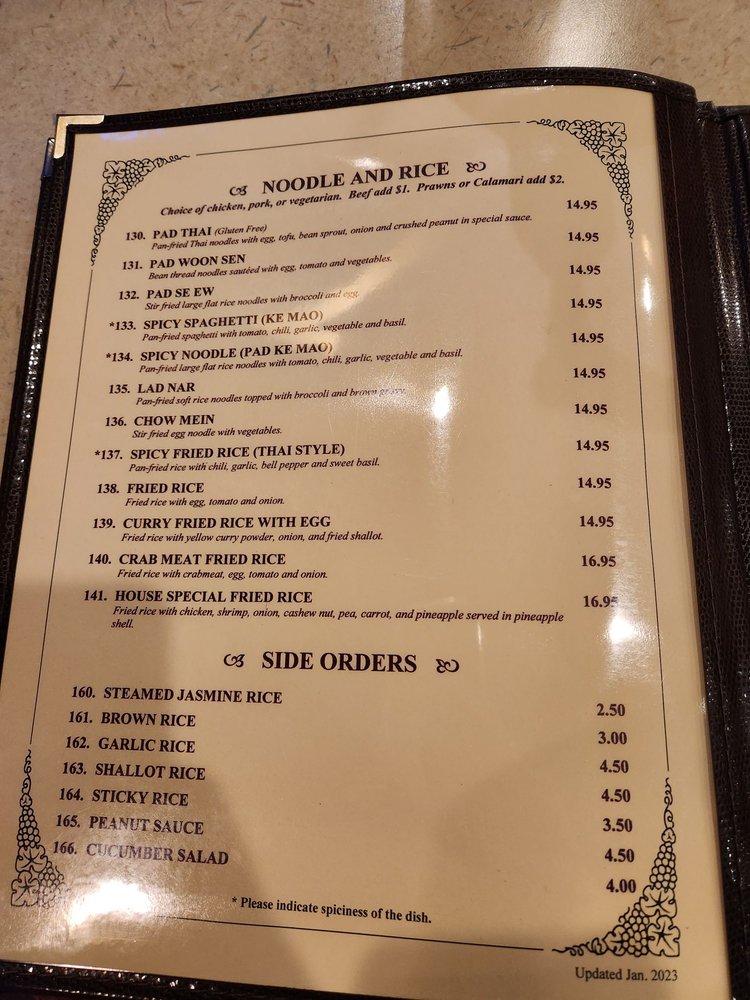 NOODLE AND RICE
Choice of chicken, pork, or vegetarian. Beef add $1. Prawns or Calamari add $2.
130. PAD THAI (Gluten Free) 14.95
Pan-fried Thai noodles with egg, tofu, bean sprout, onion and crushed peanut in special sauce.
131. PAD WOON SEN 14.95
Bean thread noodles sautéed with egg, tomato and vegetables.
132. PAD SE EW 14.95
Stir fried large flat rice noodles with broccoli and egg.
*133. SPICY SPAGHETTI (KE MAO) 14.95
Pan-fried spaghetti with tomato, chili, garlic, vegetable and basil.
*134. SPICY NOODLE (PAD KE MAO) 14.95
Pan-fried large flat rice noodles with tomato, chili, garlic, vegetable and basil.
135. LAD NAR 14.95
Pan-fried soft rice noodles topped with broccoli and brown gravy.
136. CHOW MEIN 14.95
Stir fried egg noodle with vegetables.
*137. SPICY FRIED RICE (THAI STYLE) 14.95
Pan-fried rice with chili, garlic, bell pepper and sweet basil.
138. FRIED RICE 14.95
Fried rice with egg, tomato and onion.
139. CURRY FRIED RICE WITH EGG 14.95
Fried rice with yellow curry powder, onion, and fried shallot.
140. CRAB MEAT FRIED RICE 16.95
Fried rice with crabmeat, egg, tomato and onion.
141. HOUSE SPECIAL FRIED RICE 16.95
Fried rice with chicken, shrimp, onion, cashew nut, pea, carrot, and pineapple served in pineapple
shell.
SIDE ORDERS
160. STEAMED JASMINE RICE 2.50
161. BROWN RICE 3.00
162. GARLIC RICE 4.50
163. SHALLOT RICE 4.50
164. STICKY RICE 3.50
165. PEANUT SAUCE 4.50
166. CUCUMBER SALAD 4.00
* Please indicate spiciness of the dish.
Updated Jan. 2023